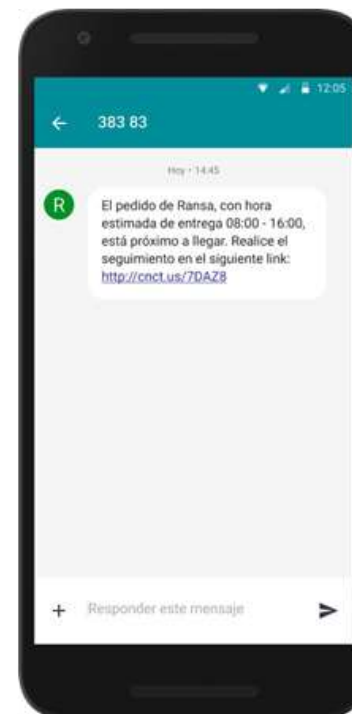 12:05
383 83
Hoy • 14:45
R
El pedido de Ransa, con hora
estimada de entrega 08:00 - 16:00,
está próximo a llegar. Realice el
seguimiento en el siguiente link:
http://cnct.us/7DAZ8
Responder este mensaje